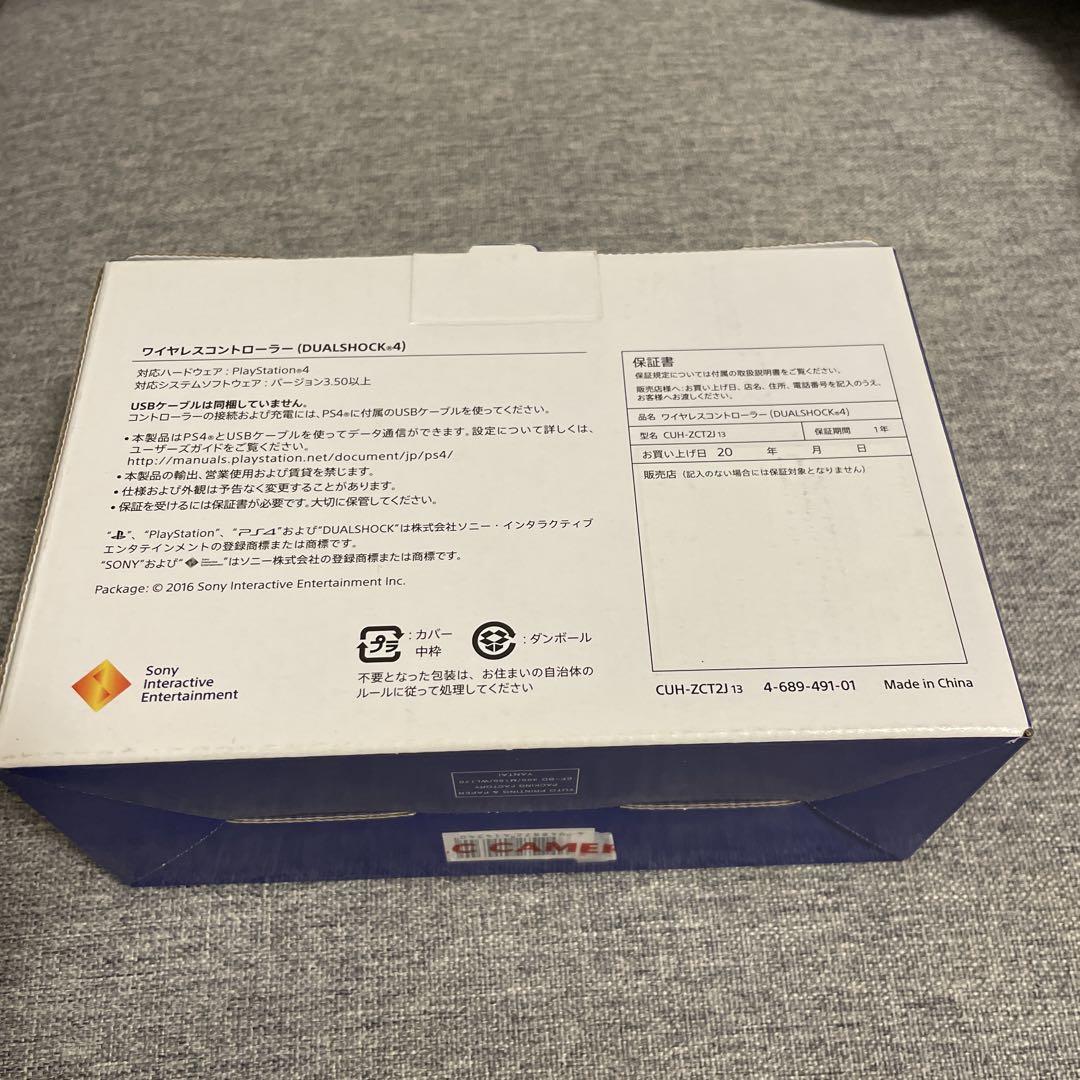 ワイヤレスコントローラー (DUALSHOCK®4)
対応ハードウェア : PlayStation®4
対応システムソフトウェア : バージョン3.50以上
USBケーブルは同梱していません。
コントローラーの接続および充電には、PS4®に付属のUSBケーブルを使ってください。
• 本製品はPS4®とUSBケーブルを使ってデータ通信ができます。設定について詳しくは、
ユーザーズガイドをご覧ください。
http://manuals.playstation.net/document/jp/ps4/
• 本製品の輸出、営業使用および賃貸を禁じます。
• 仕様および外観は予告なく変更することがあります。
• 保証を受けるには保証書が必要です。大切に保管してください。
“ ”、“PlayStation”、“PS4”および“DUALSHOCK”は株式会社ソニー・インタラクティブ
エンタテインメントの登録商標または商標です。
“SONY”および“ ”はソニー株式会社の登録商標または商標です。
Package: © 2016 Sony Interactive Entertainment Inc.
Sony
Interactive
Entertainment
プラ : カバー
中枠
: ダンボール
不要となった包装は、お住まいの自治体の
ルールに従って処理してください
保証書
保証規定については付属の取扱説明書をご覧ください。
販売店様へ : お買い上げ日、店名、住所、電話番号を記入のうえ、
お客様へお渡しください。
品名 ワイヤレスコントローラー (DUALSHOCK®4)
型名 CUH-ZCT2J 13 保証期間 1年
お買い上げ日 20 年 月 日
販売店 (記入のない場合には保証対象となりません)
CUH-ZCT2J 13 4-689-491-01 Made in China
YUTO PRINTING & PAPER
PACKING FACTORY
YANTAI
C CAMER